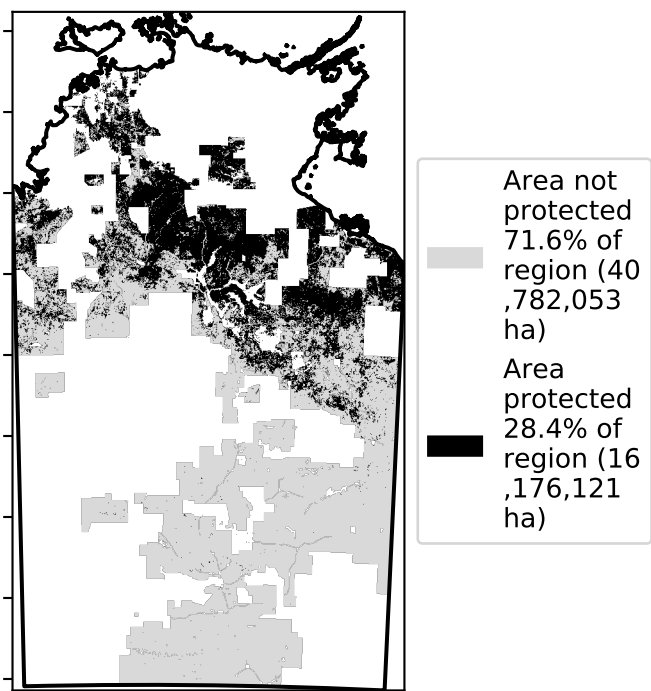 Area not
protected
71.6% of
region (40
,782,053
ha)
Area
protected
28.4% of
region (16
,176,121
ha)